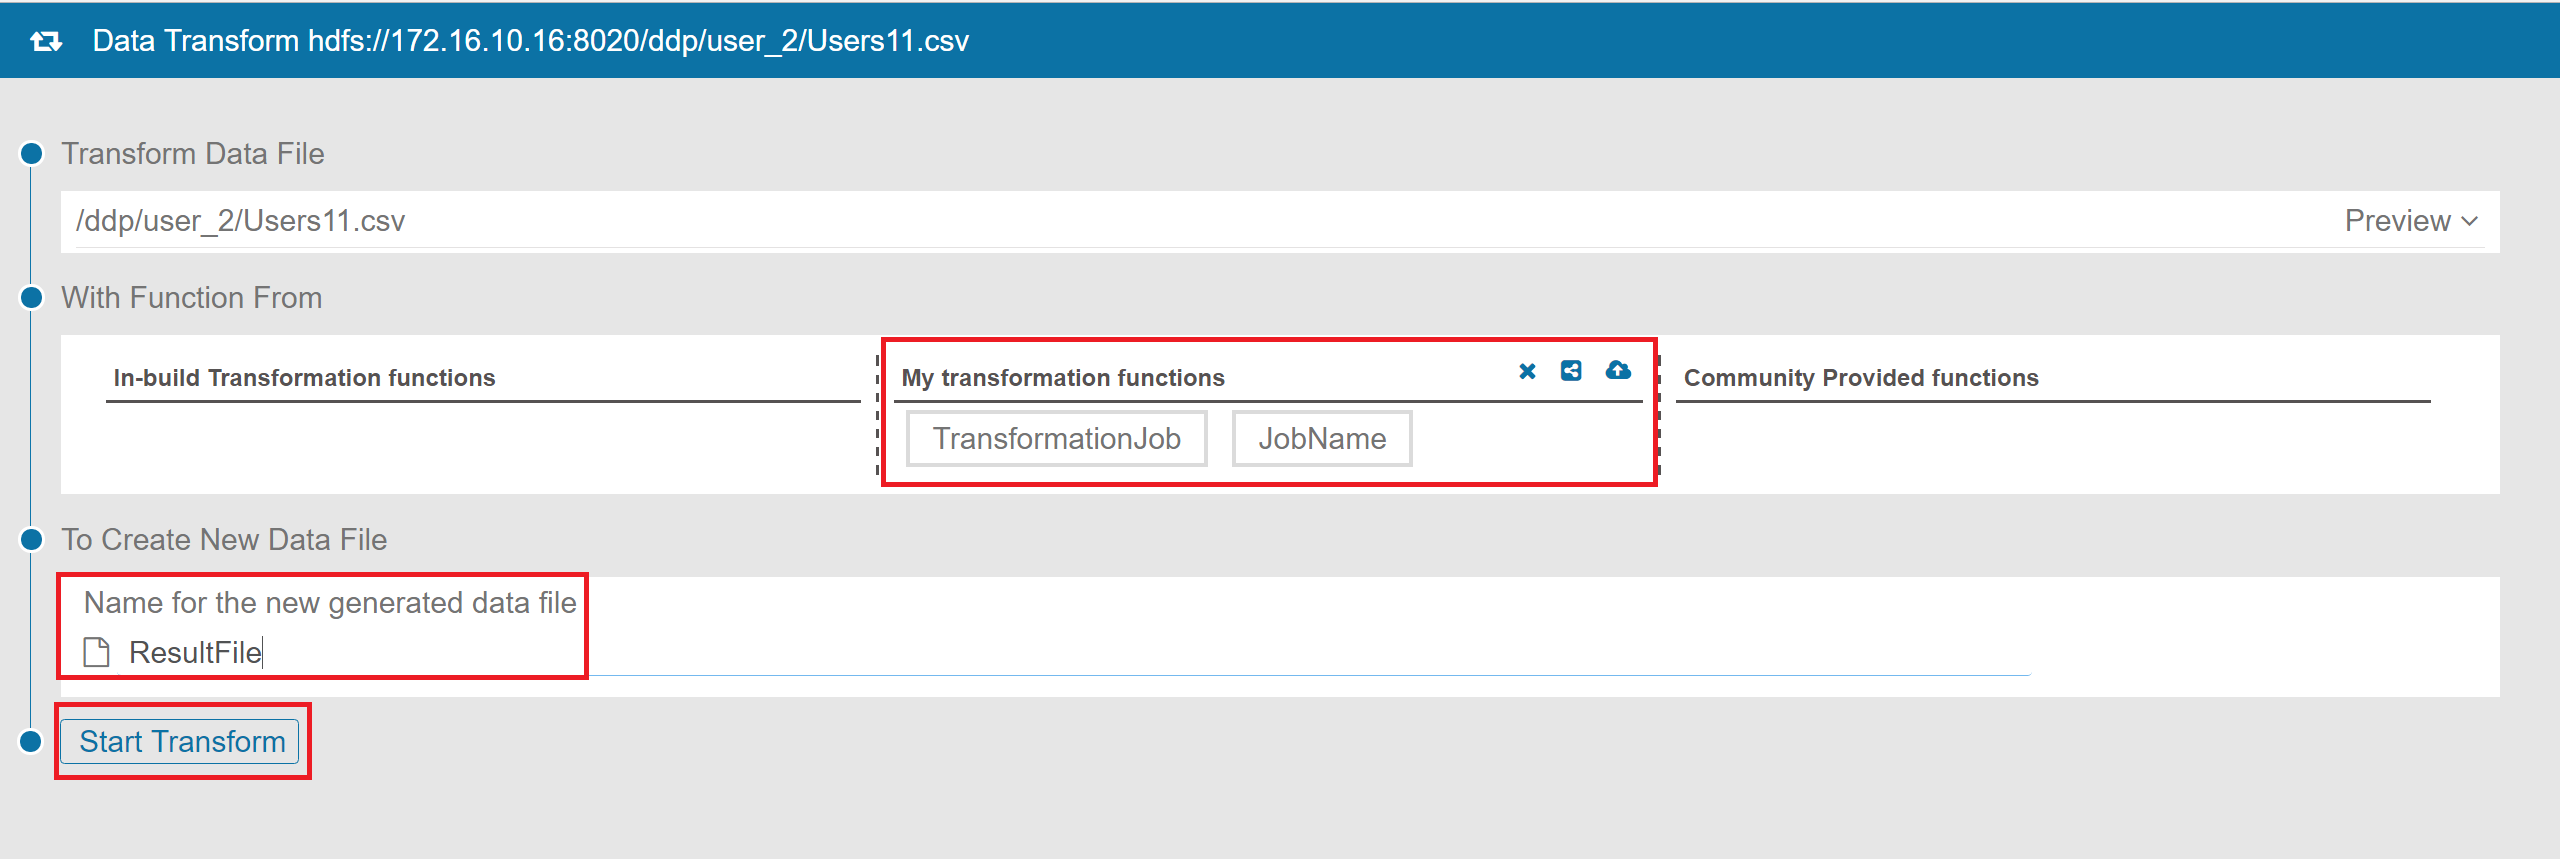 Data Transform hdfs://172.16.10.16:8020/ddp/user_2/Users11.csv
Transform Data File
/ddp/user_2/Users11.csv Preview
With Function From
In-build Transformation functions
My transformation functions
TransformationJob JobName
Community Provided functions
To Create New Data File
Name for the new generated data file
ResultFile
Start Transform